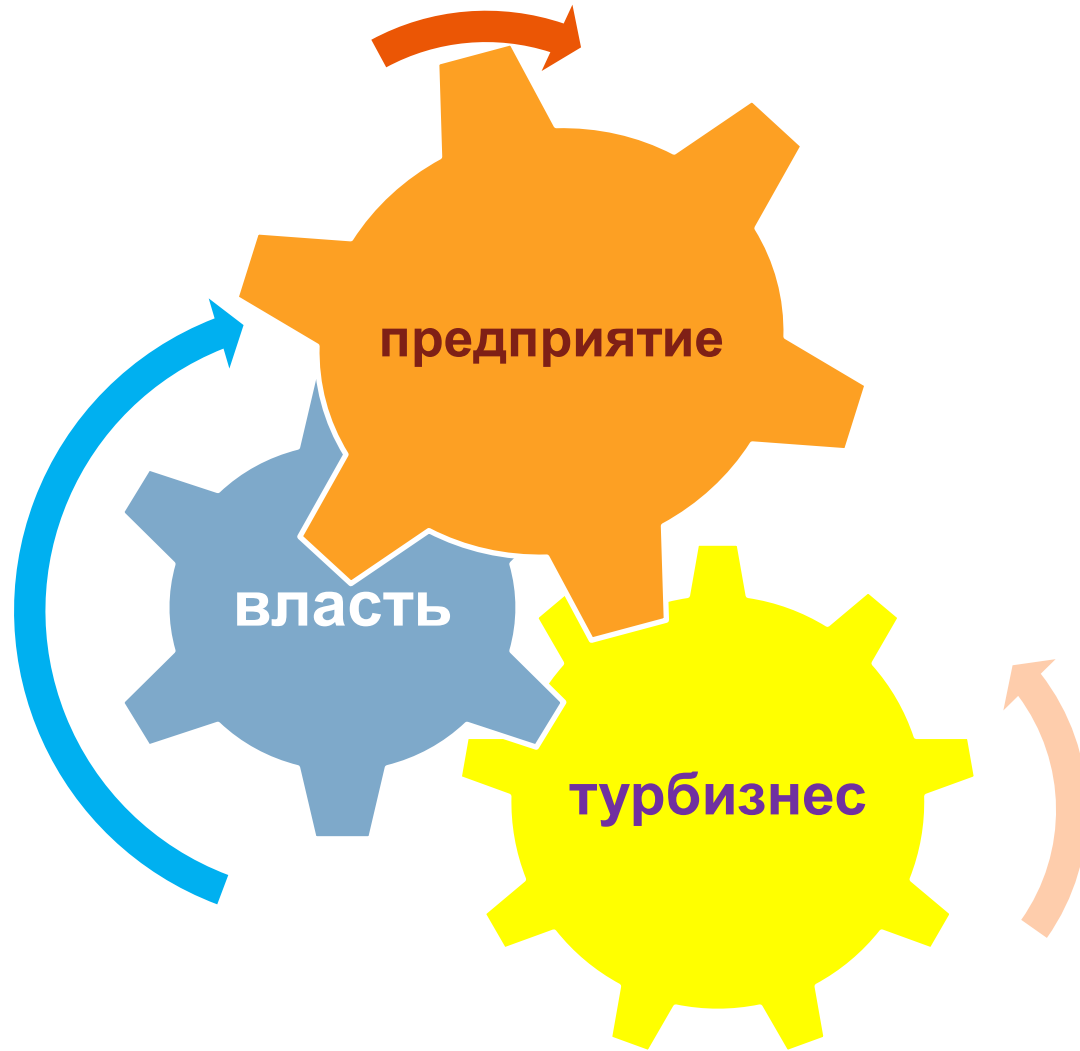 предприятие
власть
турбизнес